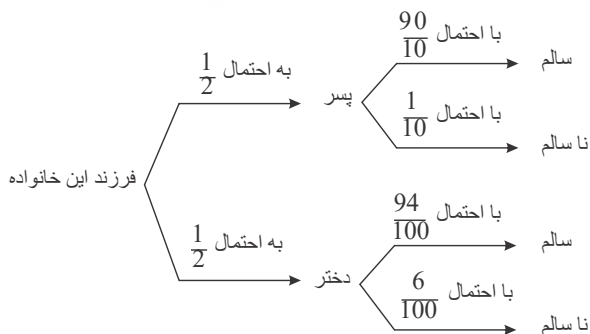 فرزند این خانواده
به احتمال 1/2
پسر
با احتمال 90/10
سالم
با احتمال 1/10
نا سالم
به احتمال 1/2
دختر
با احتمال 94/100
سالم
با احتمال 6/100
نا سالم